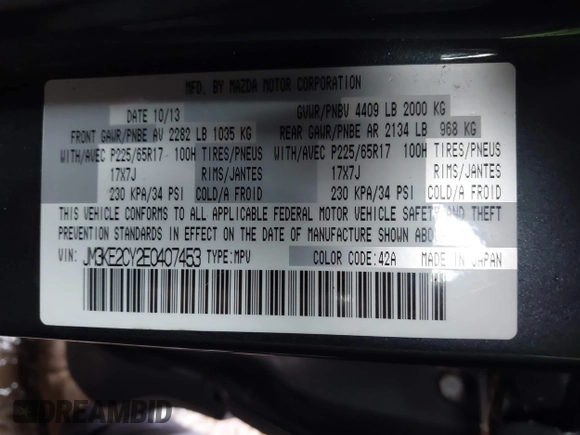 MFD. BY MAZDA MOTOR CORPORATION
DATE 10/13 GVWR/PNBV 4409 LB 2000 KG
FRONT GAWR/PNBE AV 2282 LB 1035 KG REAR GAWR/PNBE AR 2134 LB 968 KG
WITH/AVEC P225/65R17 100H TIRES/PNEUS WITH/AVEC P225/65R17 100H TIRES/PNEUS
17X7J RIMS/JANTES 17X7J RIMS/JANTES
230 KPA/34 PSI COLD/A FROID 230 KPA/34 PSI COLD/A FROID
THIS VEHICLE CONFORMS TO ALL APPLICABLE FEDERAL MOTOR VEHICLE SAFETY AND THEFT
PREVENTION STANDARDS IN EFFECT ON THE DATE OF MANUFACTURE SHOWN ABOVE.
VIN: JM3KE2CY2E0407453 TYPE:MPV COLOR CODE:42A MADE IN JAPAN
DREAMBID